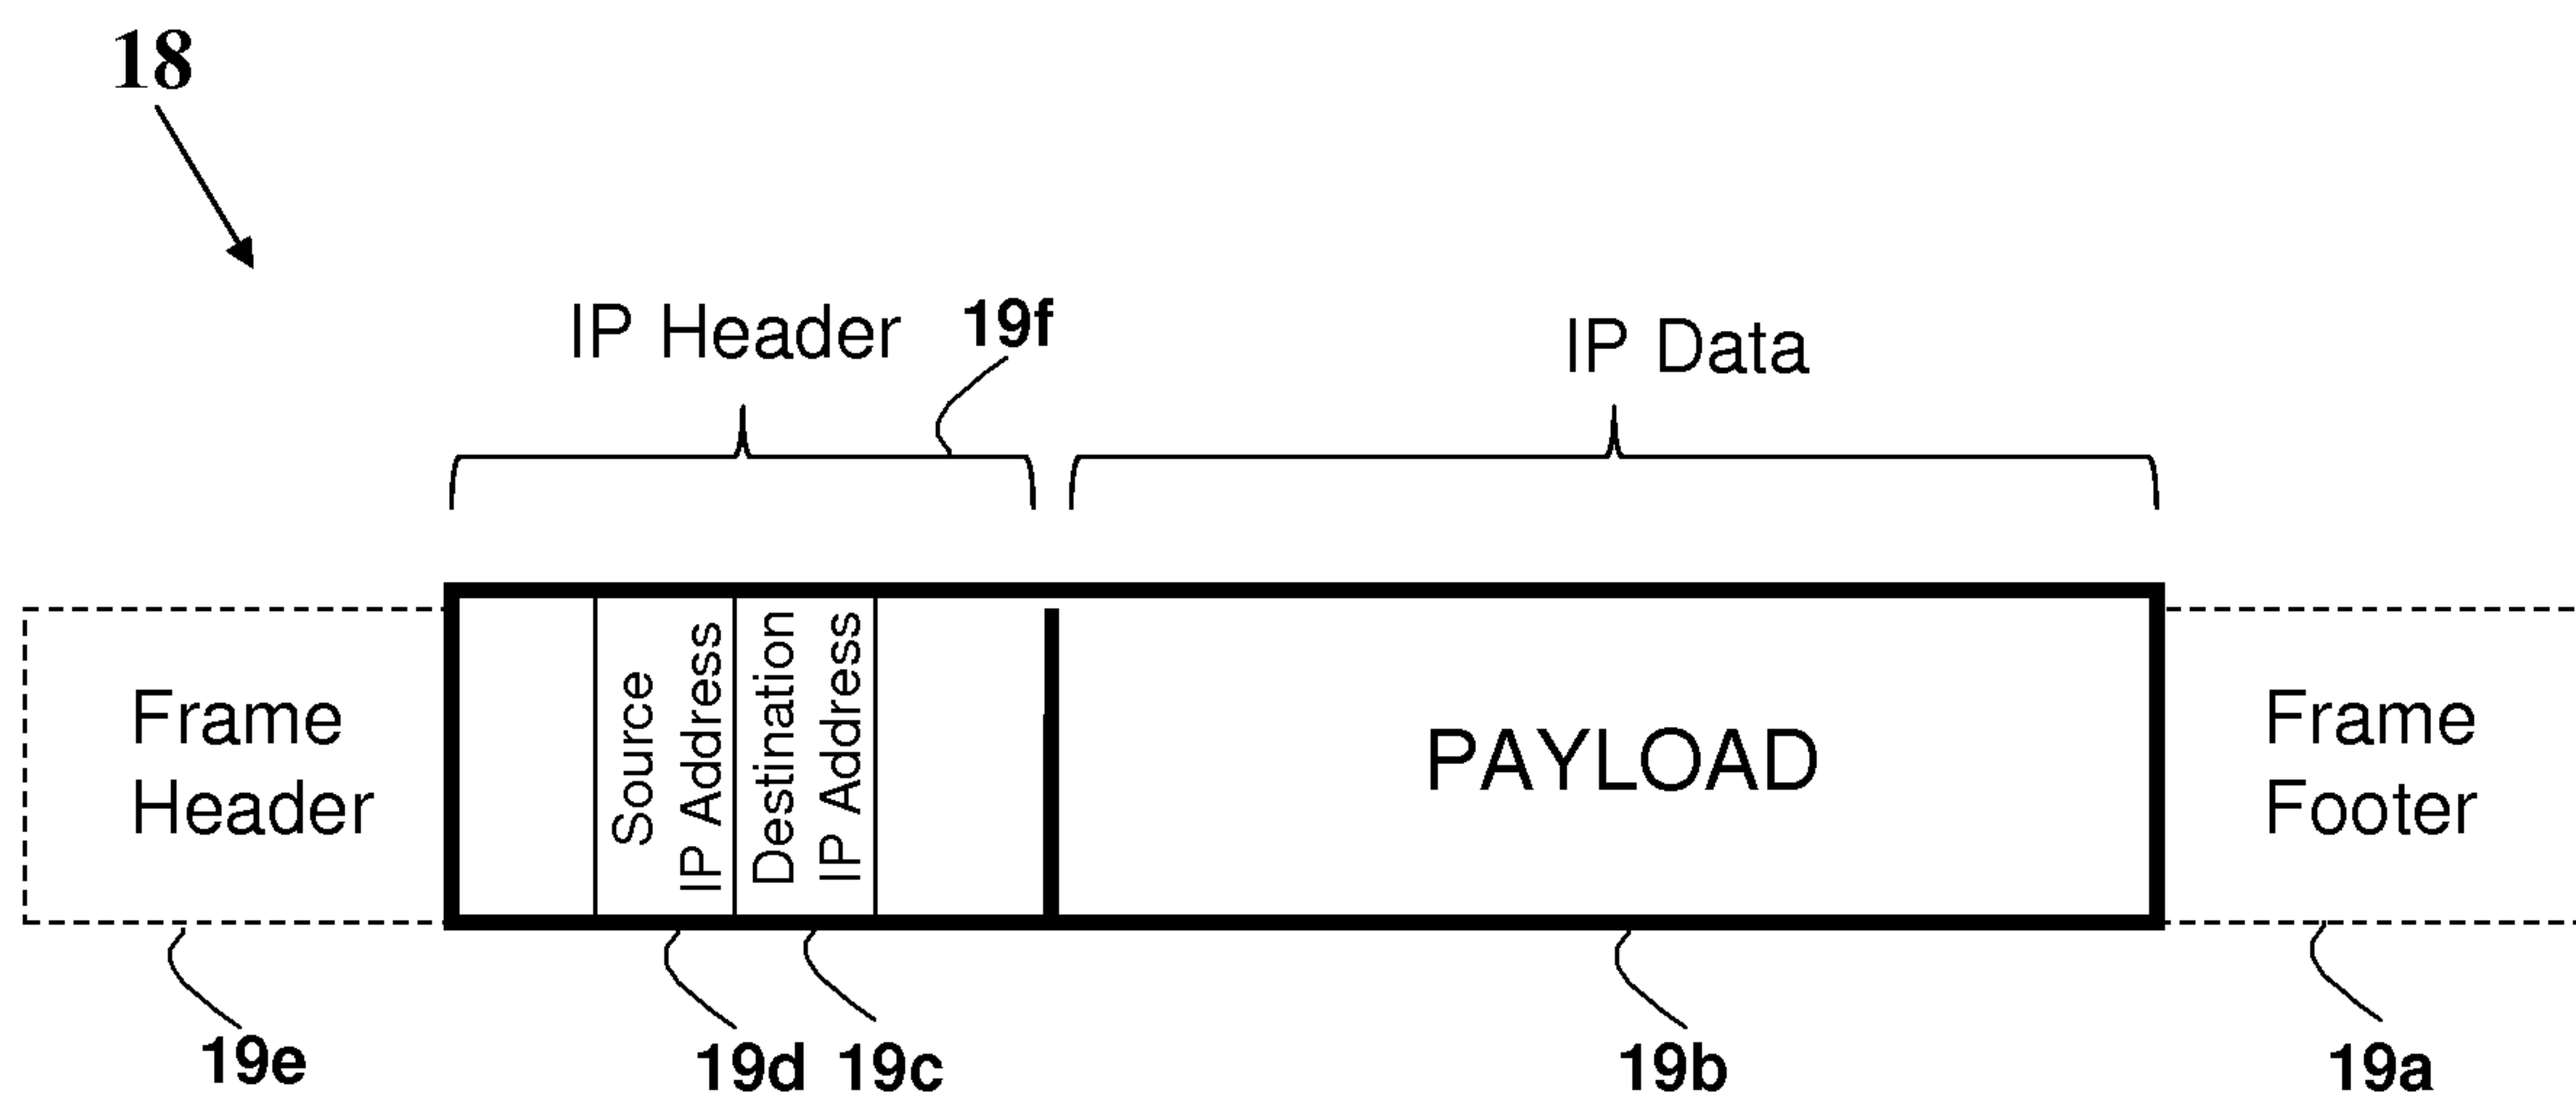 18
IP Header
19f
IP Data
Frame
Header
Source
IP Address
Destination
IP Address
PAYLOAD
Frame
Footer
19e
19d
19c
19b
19a